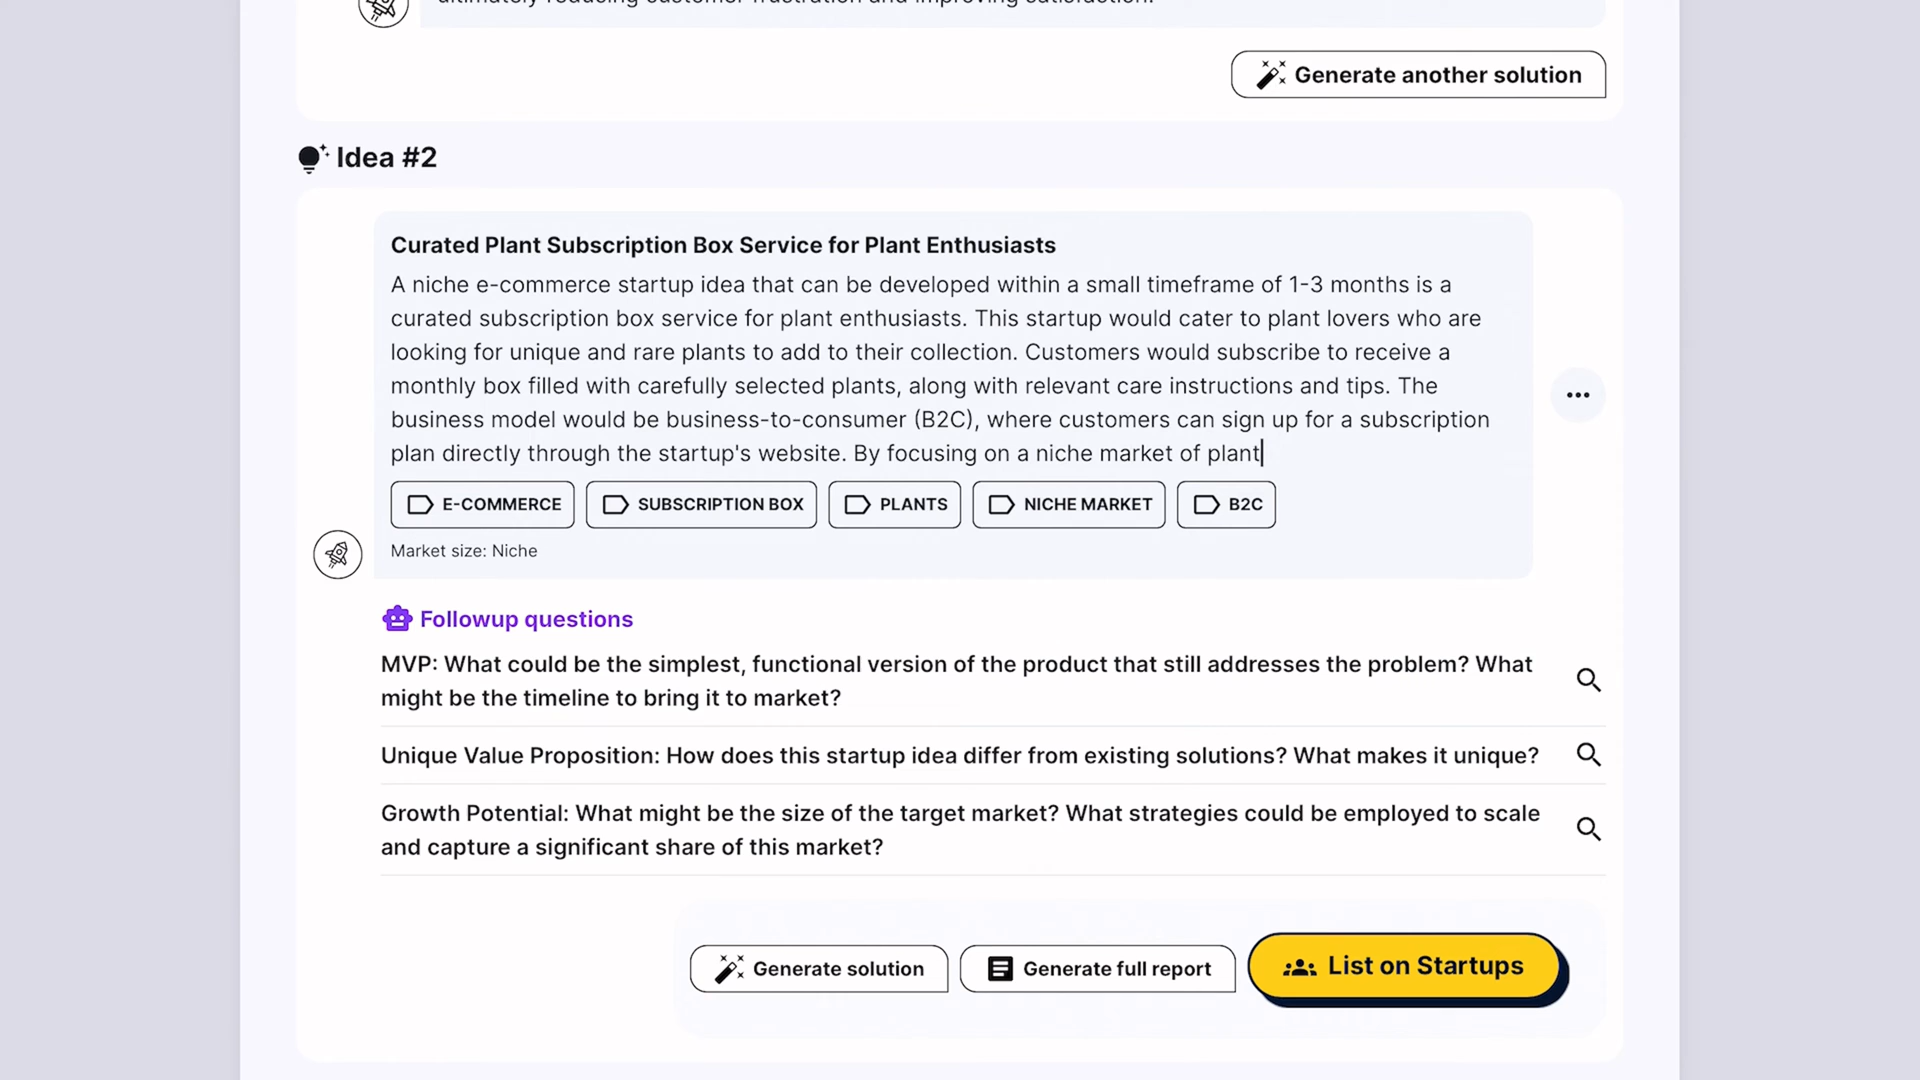 ultimately reducing customer frustration and improving satisfaction.
Generate another solution
Idea #2
Curated Plant Subscription Box Service for Plant Enthusiasts
A niche e-commerce startup idea that can be developed within a small timeframe of 1-3 months is a
curated subscription box service for plant enthusiasts. This startup would cater to plant lovers who are
looking for unique and rare plants to add to their collection. Customers would subscribe to receive a
monthly box filled with carefully selected plants, along with relevant care instructions and tips. The
business model would be business-to-consumer (B2C), where customers can sign up for a subscription
plan directly through the startup's website. By focusing on a niche market of plant
E-COMMERCE SUBSCRIPTION BOX PLANTS NICHE MARKET B2C
Market size: Niche
Followup questions
MVP: What could be the simplest, functional version of the product that still addresses the problem? What
might be the timeline to bring it to market?
Unique Value Proposition: How does this startup idea differ from existing solutions? What makes it unique?
Growth Potential: What might be the size of the target market? What strategies could be employed to scale
and capture a significant share of this market?
Generate solution Generate full report List on Startups